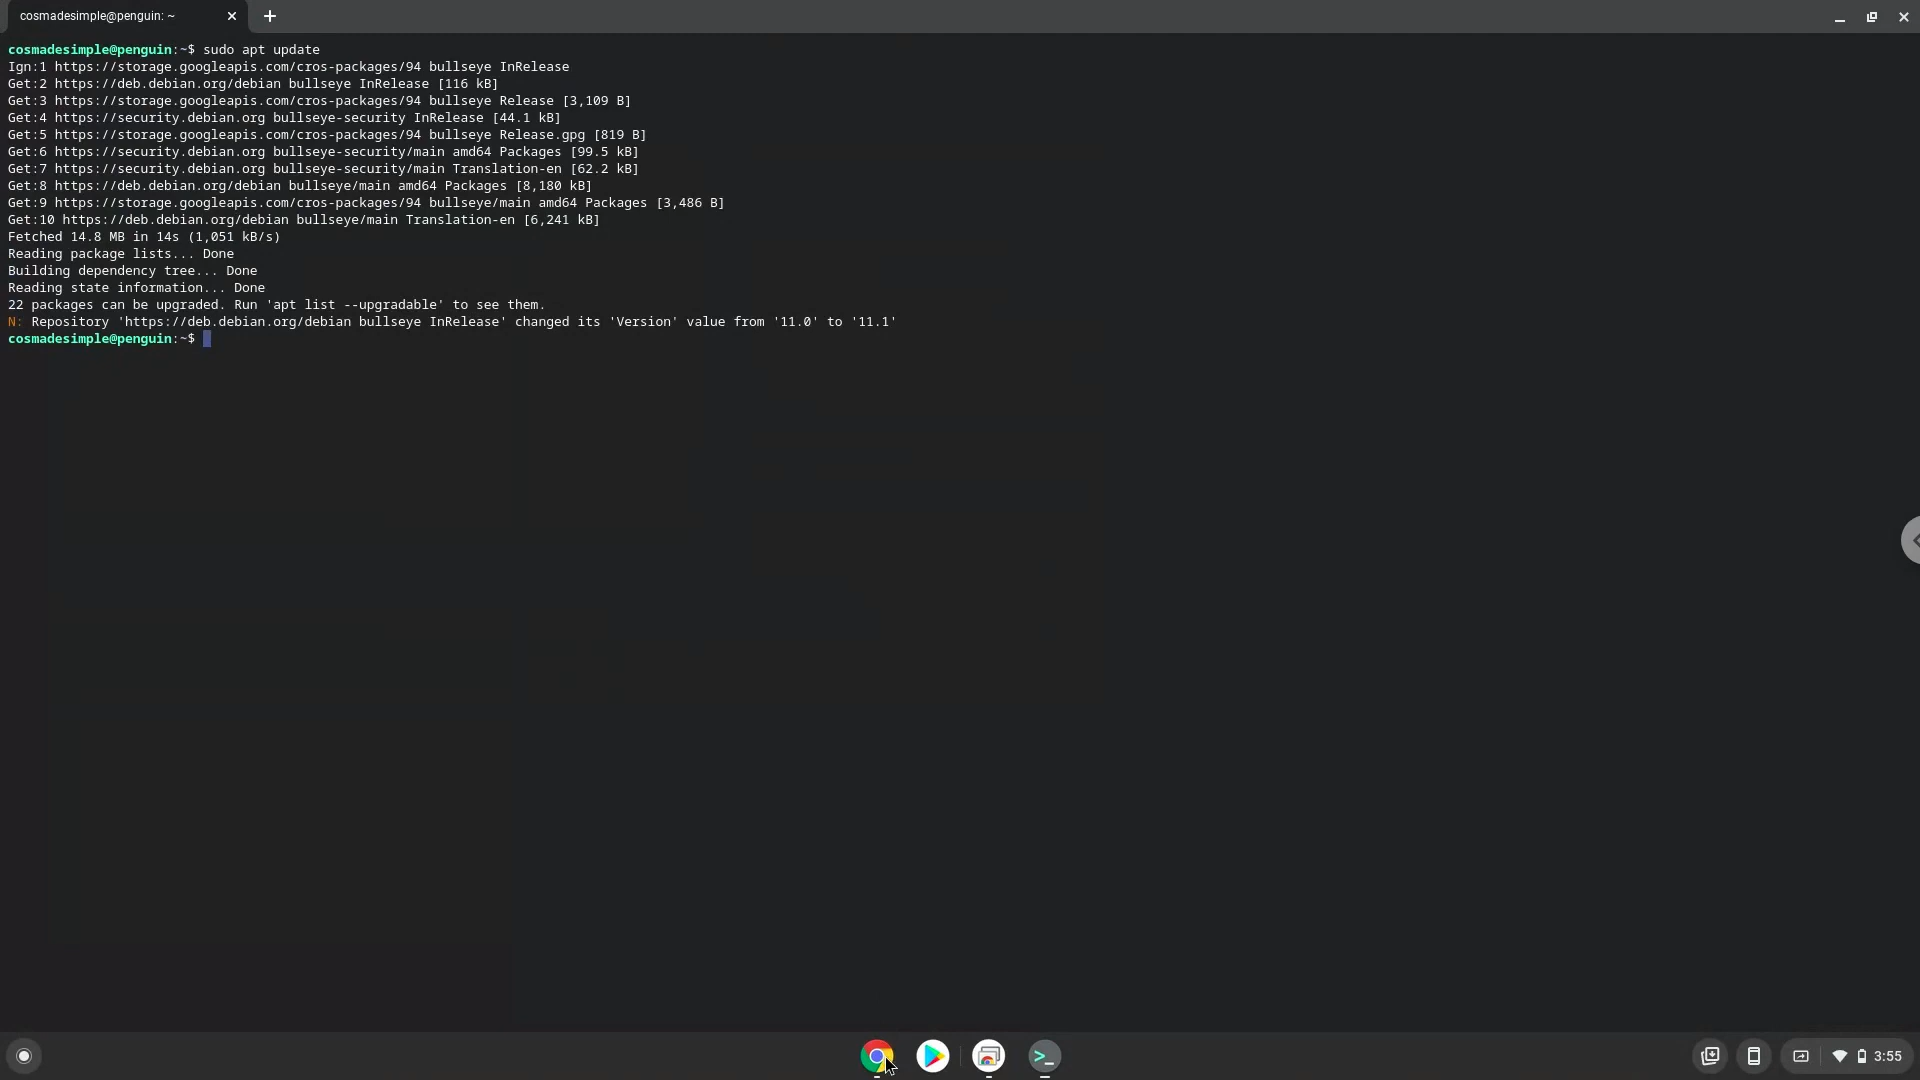 cosmadesimple@penguin: ~
cosmadesimple@penguin:~$ sudo apt update
Ign:1 https://storage.googleapis.com/cros-packages/94 bullseye InRelease
Get:2 https://deb.debian.org/debian bullseye InRelease [116 kB]
Get:3 https://storage.googleapis.com/cros-packages/94 bullseye Release [3,109 B]
Get:4 https://security.debian.org bullseye-security InRelease [44.1 kB]
Get:5 https://storage.googleapis.com/cros-packages/94 bullseye Release.gpg [819 B]
Get:6 https://security.debian.org bullseye-security/main amd64 Packages [99.5 kB]
Get:7 https://security.debian.org bullseye-security/main Translation-en [62.2 kB]
Get:8 https://deb.debian.org/debian bullseye/main amd64 Packages [8,180 kB]
Get:9 https://storage.googleapis.com/cros-packages/94 bullseye/main amd64 Packages [3,486 B]
Get:10 https://deb.debian.org/debian bullseye/main Translation-en [6,241 kB]
Fetched 14.8 MB in 14s (1,051 kB/s)
Reading package lists... Done
Building dependency tree... Done
Reading state information... Done
22 packages can be upgraded. Run 'apt list --upgradable' to see them.
N: Repository 'https://deb.debian.org/debian bullseye InRelease' changed its 'Version' value from '11.0' to '11.1'
cosmadesimple@penguin:~$
3:55